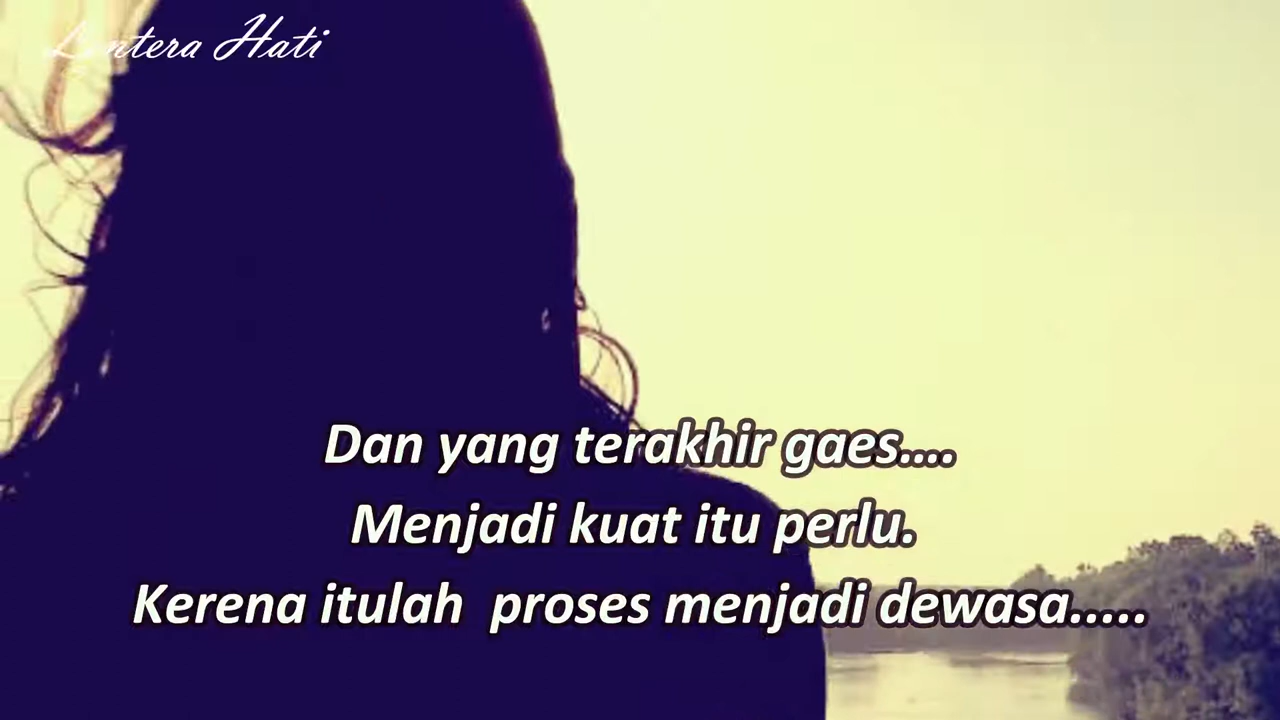 Lentera Hati
Dan yang terakhir gaes....
Menjadi kuat itu perlu.
Kerena itulah proses menjadi dewasa.....